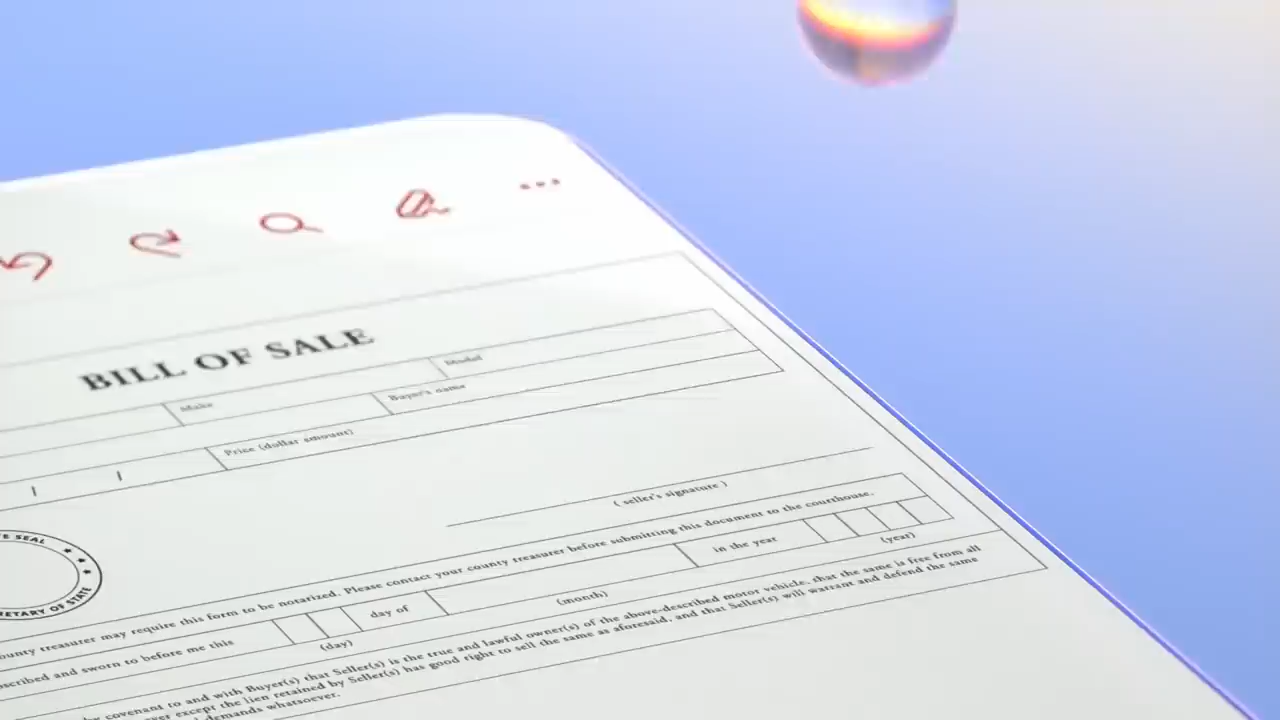 BILL OF SALE
Make
Model
/ / Price (dollar amount)
Buyer's name
( seller's signature )
E SEAL
ETARY OF STATE
ounty treasurer may require this form to be notarized. Please contact your county treasurer before submitting this document to the courthouse.
scribed and sworn to before me this
day of
in the year
(day)
(month)
(year)
by covenant to and with Buyer(s) that Seller(s) is the true and lawful owner(s) of the above-described motor vehicle, that the same is free from all
ver except the lien retained by Seller(s) has good right to sell the same as aforesaid, and that Seller(s) will warrant and defend the same
demands whatsoever.